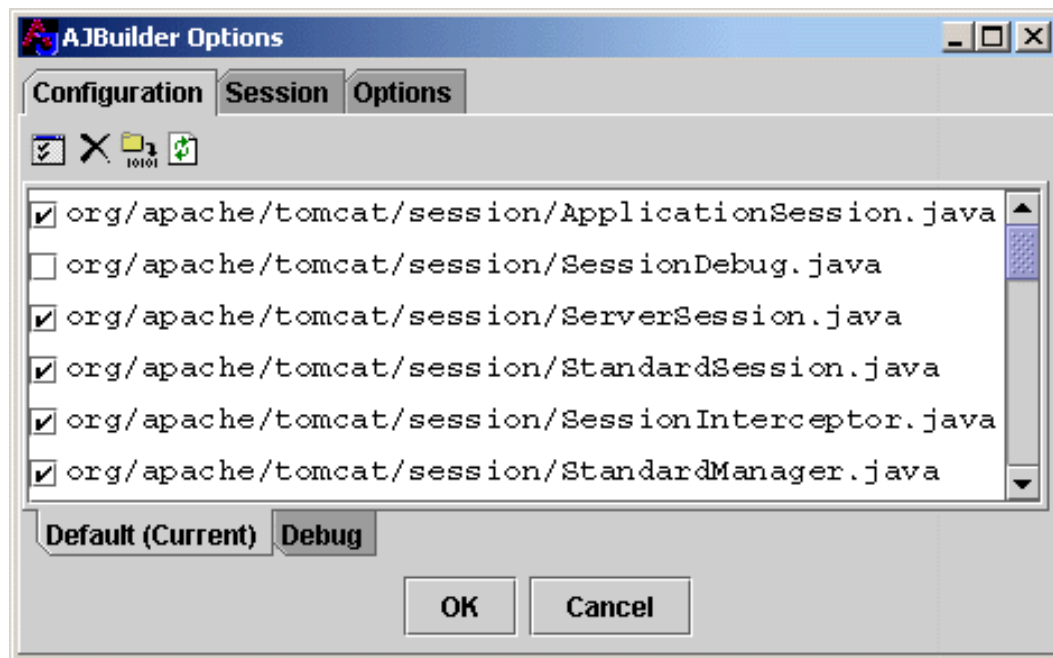 AJBuilder Options
Configuration Session Options
10101
org/apache/tomcat/session/ApplicationSession.java
org/apache/tomcat/session/SessionDebug.java
org/apache/tomcat/session/ServerSession.java
org/apache/tomcat/session/StandardSession.java
org/apache/tomcat/session/SessionInterceptor.java
org/apache/tomcat/session/StandardManager.java
Default (Current) Debug
OK Cancel